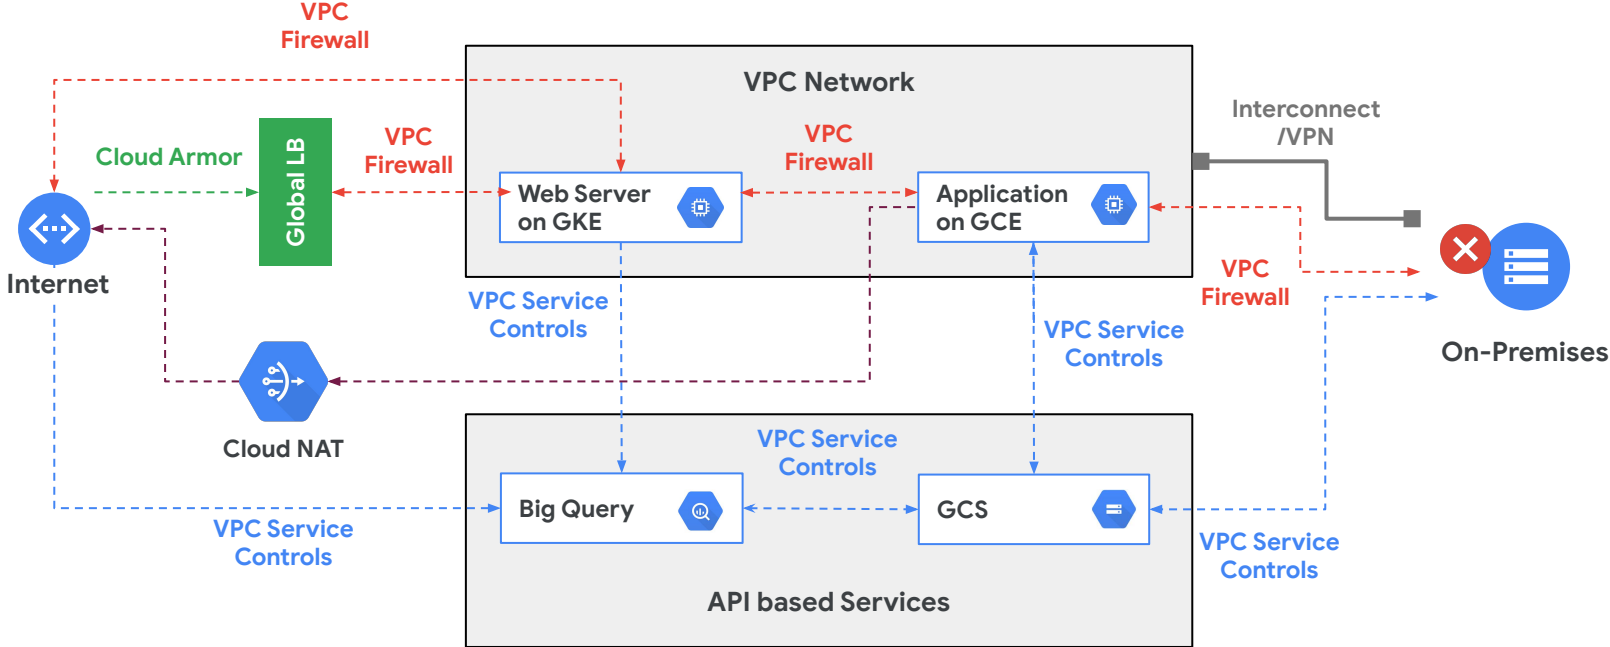 VPC
Firewall
VPC Network
Interconnect
/VPN
Cloud Armor
Global LB
VPC
Firewall
VPC
Firewall
Web Server
on GKE
Application
on GCE
Internet
VPC
Firewall
VPC Service
Controls
VPC Service
Controls
On-Premises
Cloud NAT
VPC Service
Controls
Big Query
GCS
VPC Service
Controls
VPC Service
Controls
API based Services